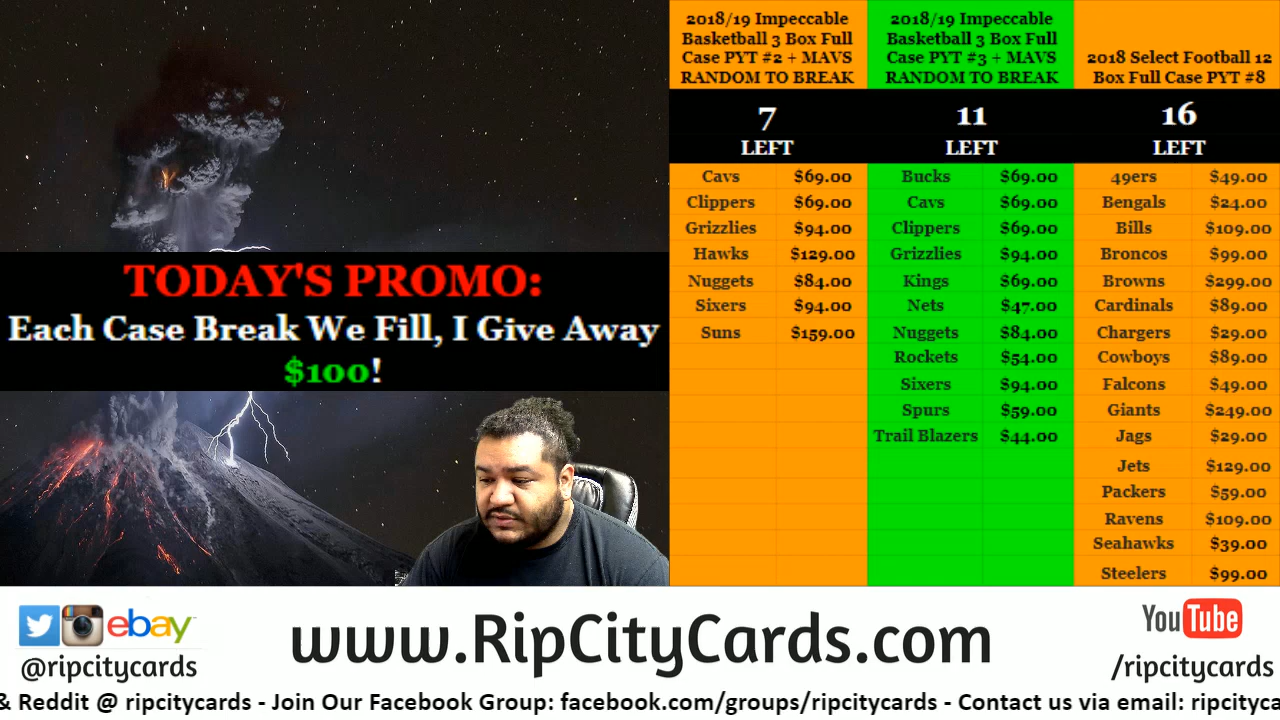 2018/19 Impeccable
Basketball 3 Box Full
Case PYT #2 + MAVS
RANDOM TO BREAK
7
LEFT
Cavs $69.00
Clippers $69.00
Grizzlies $94.00
Hawks $129.00
Nuggets $84.00
Sixers $94.00
Suns $159.00
2018/19 Impeccable
Basketball 3 Box Full
Case PYT #3 + MAVS
RANDOM TO BREAK
11
LEFT
Bucks $69.00
Cavs $69.00
Clippers $69.00
Grizzlies $94.00
Kings $69.00
Nets $47.00
Nuggets $84.00
Rockets $54.00
Sixers $94.00
Spurs $59.00
Trail Blazers $44.00
2018 Select Football 12
Box Full Case PYT #8
16
LEFT
49ers $49.00
Bengals $24.00
Bills $109.00
Broncos $99.00
Browns $299.00
Cardinals $89.00
Chargers $29.00
Cowboys $89.00
Falcons $49.00
Giants $249.00
Jags $29.00
Jets $129.00
Packers $59.00
Ravens $109.00
Seahawks $39.00
Steelers $99.00
TODAY'S PROMO:
Each Case Break We Fill, I Give Away
$100!
ebay
@ripcitycards
www.RipCityCards.com
YouTube
/ripcitycards
& Reddit @ ripcitycards - Join Our Facebook Group: facebook.com/groups/ripcitycards - Contact us via email: ripcityca